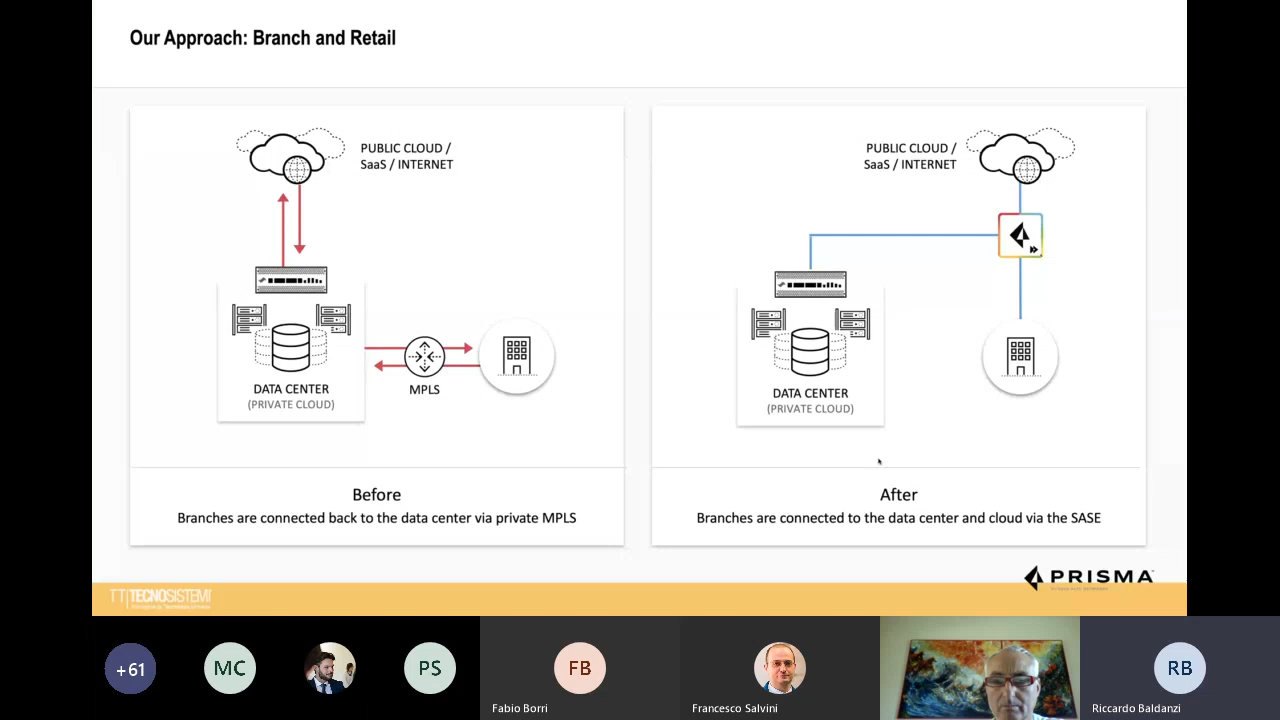 Our Approach: Branch and Retail
PUBLIC CLOUD /
SaaS / INTERNET
DATA CENTER
(PRIVATE CLOUD)
MPLS
Before
Branches are connected back to the data center via private MPLS
PUBLIC CLOUD /
SaaS / INTERNET
DATA CENTER
(PRIVATE CLOUD)
After
Branches are connected to the data center and cloud via the SASE
PRISMA
TT TECNOSISTEMI
+61
MC
PS
FB
Fabio Borri
Francesco Salvini
RB
Riccardo Baldanzi